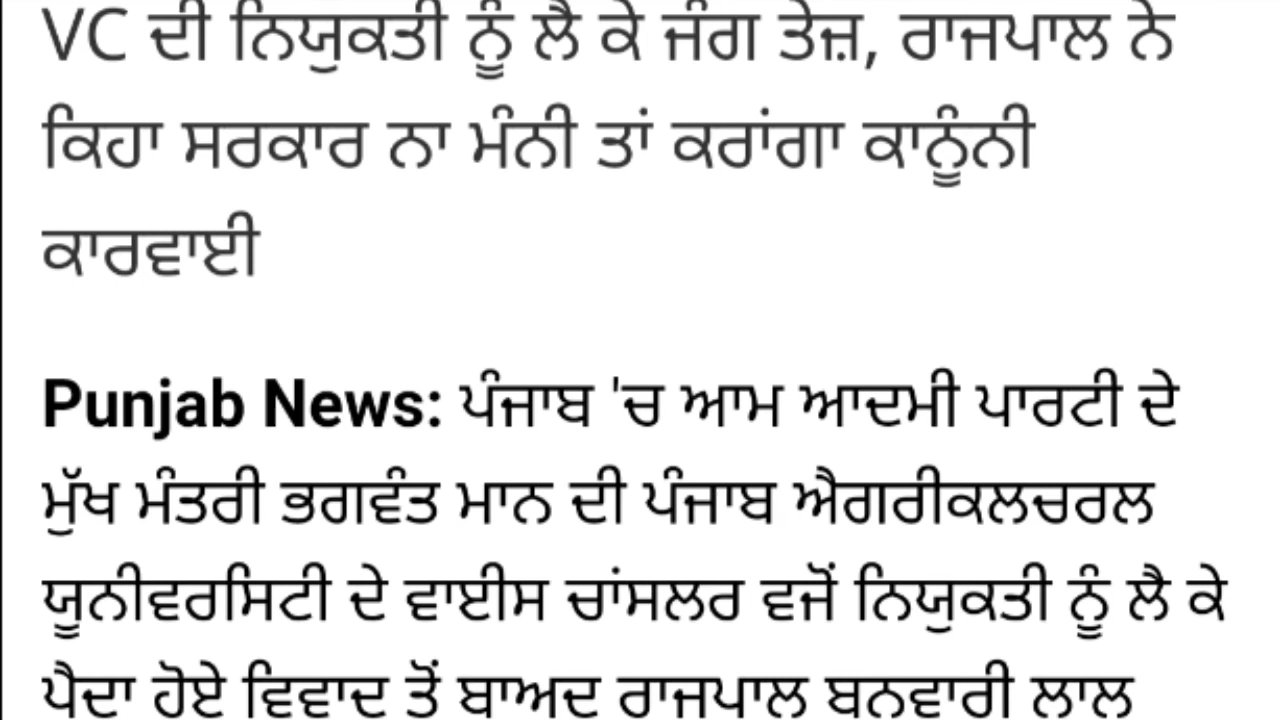 VC ਦੀ ਨਿਯੁਕਤੀ ਨੂੰ ਲੈ ਕੇ ਜੰਗ ਤੇਜ਼, ਰਾਜਪਾਲ ਨੇ
ਕਿਹਾ ਸਰਕਾਰ ਨਾ ਮੰਨੀ ਤਾਂ ਕਰਾਂਗਾ ਕਾਨੂੰਨੀ
ਕਾਰਵਾਈ
Punjab News: ਪੰਜਾਬ 'ਚ ਆਮ ਆਦਮੀ ਪਾਰਟੀ ਦੇ
ਮੁੱਖ ਮੰਤਰੀ ਭਗਵੰਤ ਮਾਨ ਦੀ ਪੰਜਾਬ ਐਗਰੀਕਲਚਰਲ
ਯੂਨੀਵਰਸਿਟੀ ਦੇ ਵਾਈਸ ਚਾਂਸਲਰ ਵਜੋਂ ਨਿਯੁਕਤੀ ਨੂੰ ਲੈ ਕੇ
ਪੈਦਾ ਹੋਏ ਵਿਵਾਦ ਤੋਂ ਬਾਅਦ ਰਾਜਪਾਲ ਬਨਵਾਰੀ ਲਾਲ